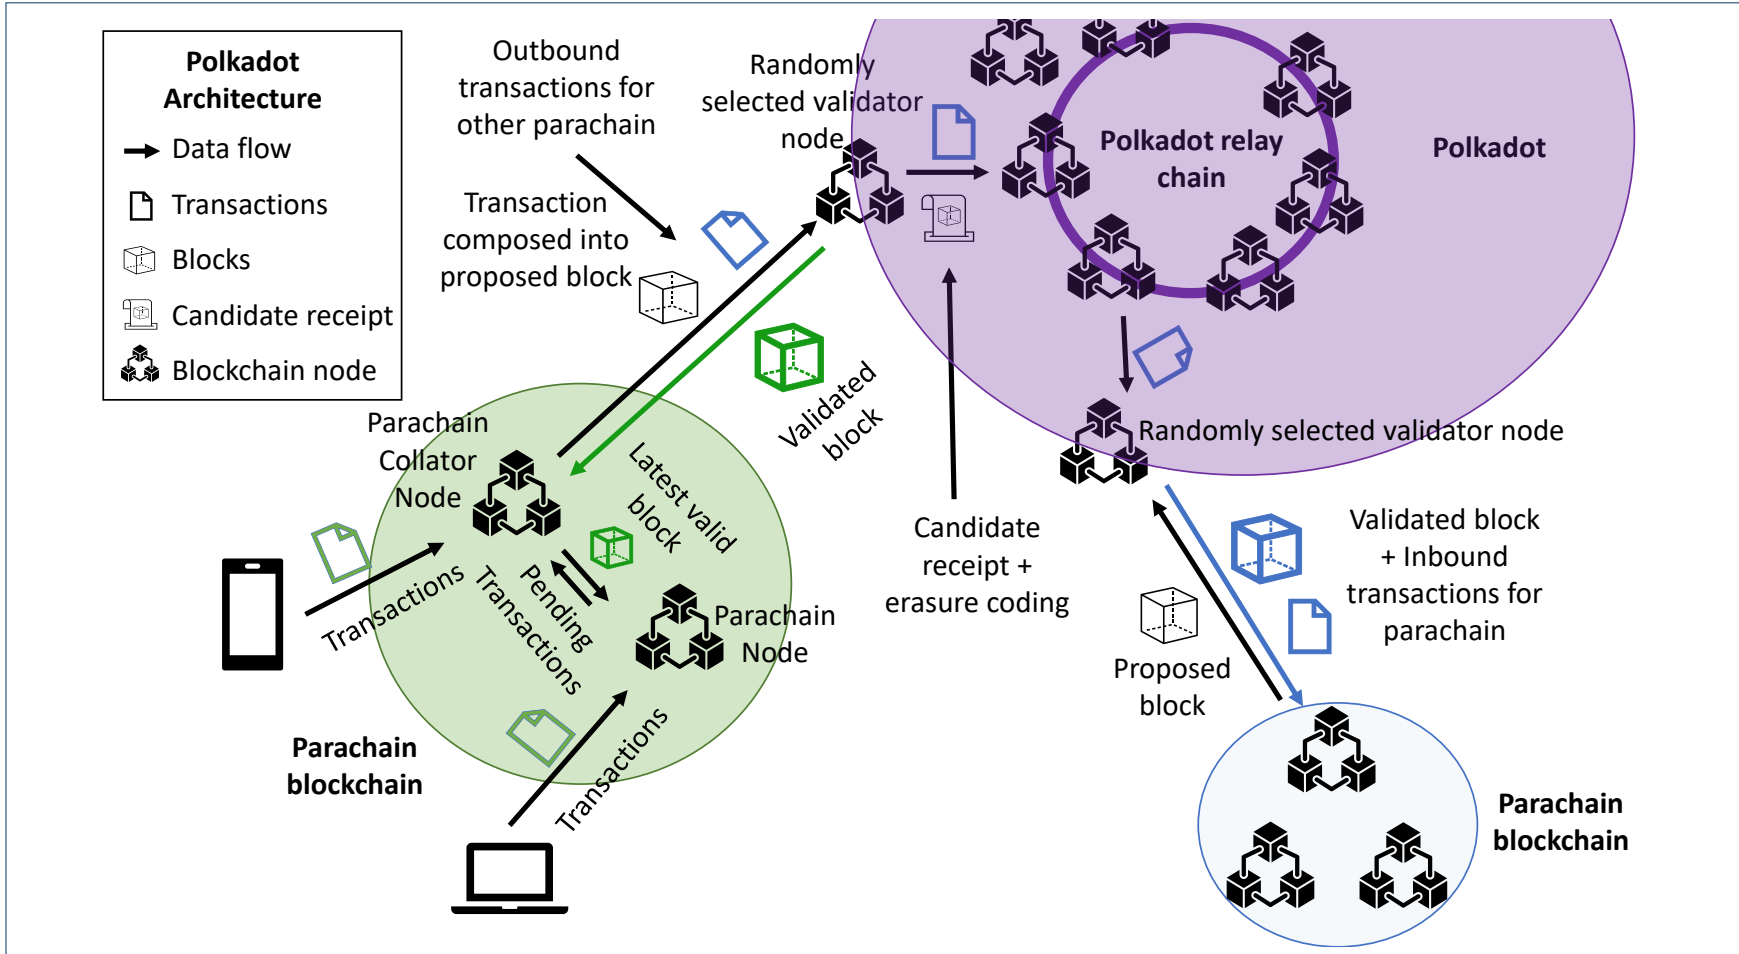 Polkadot
Architecture
Data flow
Transactions
Blocks
Candidate receipt
Blockchain node
Outbound
transactions for
other parachain
Transaction
composed into
proposed block
Randomly
selected validator
node
Polkadot relay
chain
Polkadot
Validated
block
Randomly selected validator node
Parachain
Collator
Node
Latest valid
block
Pending
Transactions
Transactions
Parachain
Node
Transactions
Parachain
blockchain
Candidate
receipt +
erasure coding
Validated block
+ Inbound
transactions for
parachain
Proposed
block
Parachain
blockchain